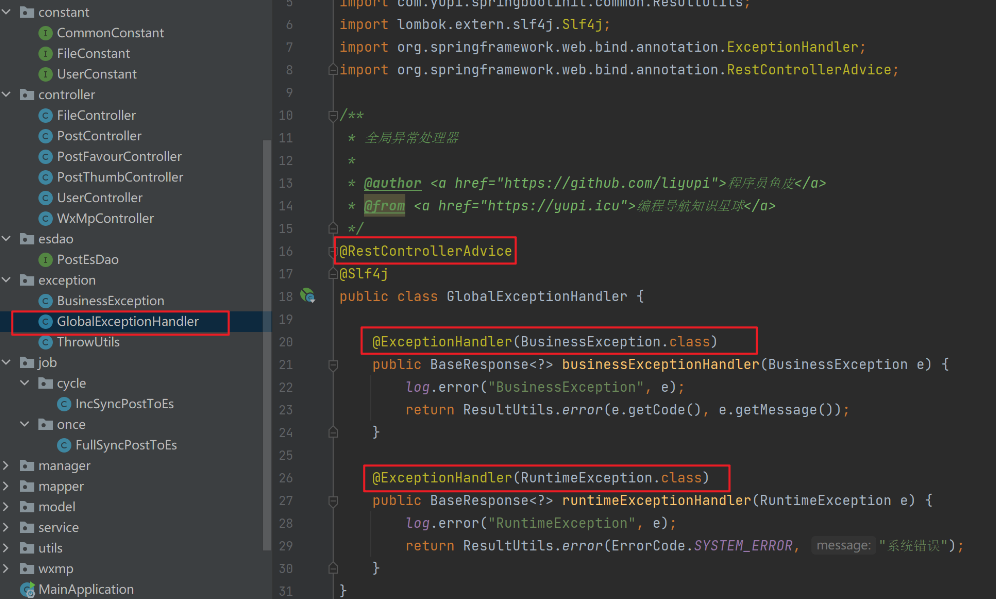 constant
CommonConstant
FileConstant
UserConstant
controller
FileController
PostController
PostFavourController
PostThumbController
UserController
WxMpController
esdao
PostEsDao
exception
BusinessException
GlobalExceptionHandler
ThrowUtils
job
cycle
IncSyncPostToEs
once
FullSyncPostToEs
manager
mapper
model
service
utils
wxmp
MainApplication
5 import com.yupi.springbootinit.common.ResultUtils;
6 import lombok.extern.slf4j.Slf4j;
7 import org.springframework.web.bind.annotation.ExceptionHandler;
8 import org.springframework.web.bind.annotation.RestControllerAdvice;
9
10 /**
11 * 全局异常处理器
12 *
13 * @author <a href="https://github.com/liyupi">程序员鱼皮</a>
14 * @from <a href="https://yupi.icu">编程导航知识星球</a>
15 */
16 @RestControllerAdvice
17 @Slf4j
18 public class GlobalExceptionHandler {
19
20 @ExceptionHandler(BusinessException.class)
21 public BaseResponse<?> businessExceptionHandler(BusinessException e) {
22 log.error("BusinessException", e);
23 return ResultUtils.error(e.getCode(), e.getMessage());
24 }
25
26 @ExceptionHandler(RuntimeException.class)
27 public BaseResponse<?> runtimeExceptionHandler(RuntimeException e) {
28 log.error("RuntimeException", e);
29 return ResultUtils.error(ErrorCode.SYSTEM_ERROR, message: "系统错误");
30 }
31 }